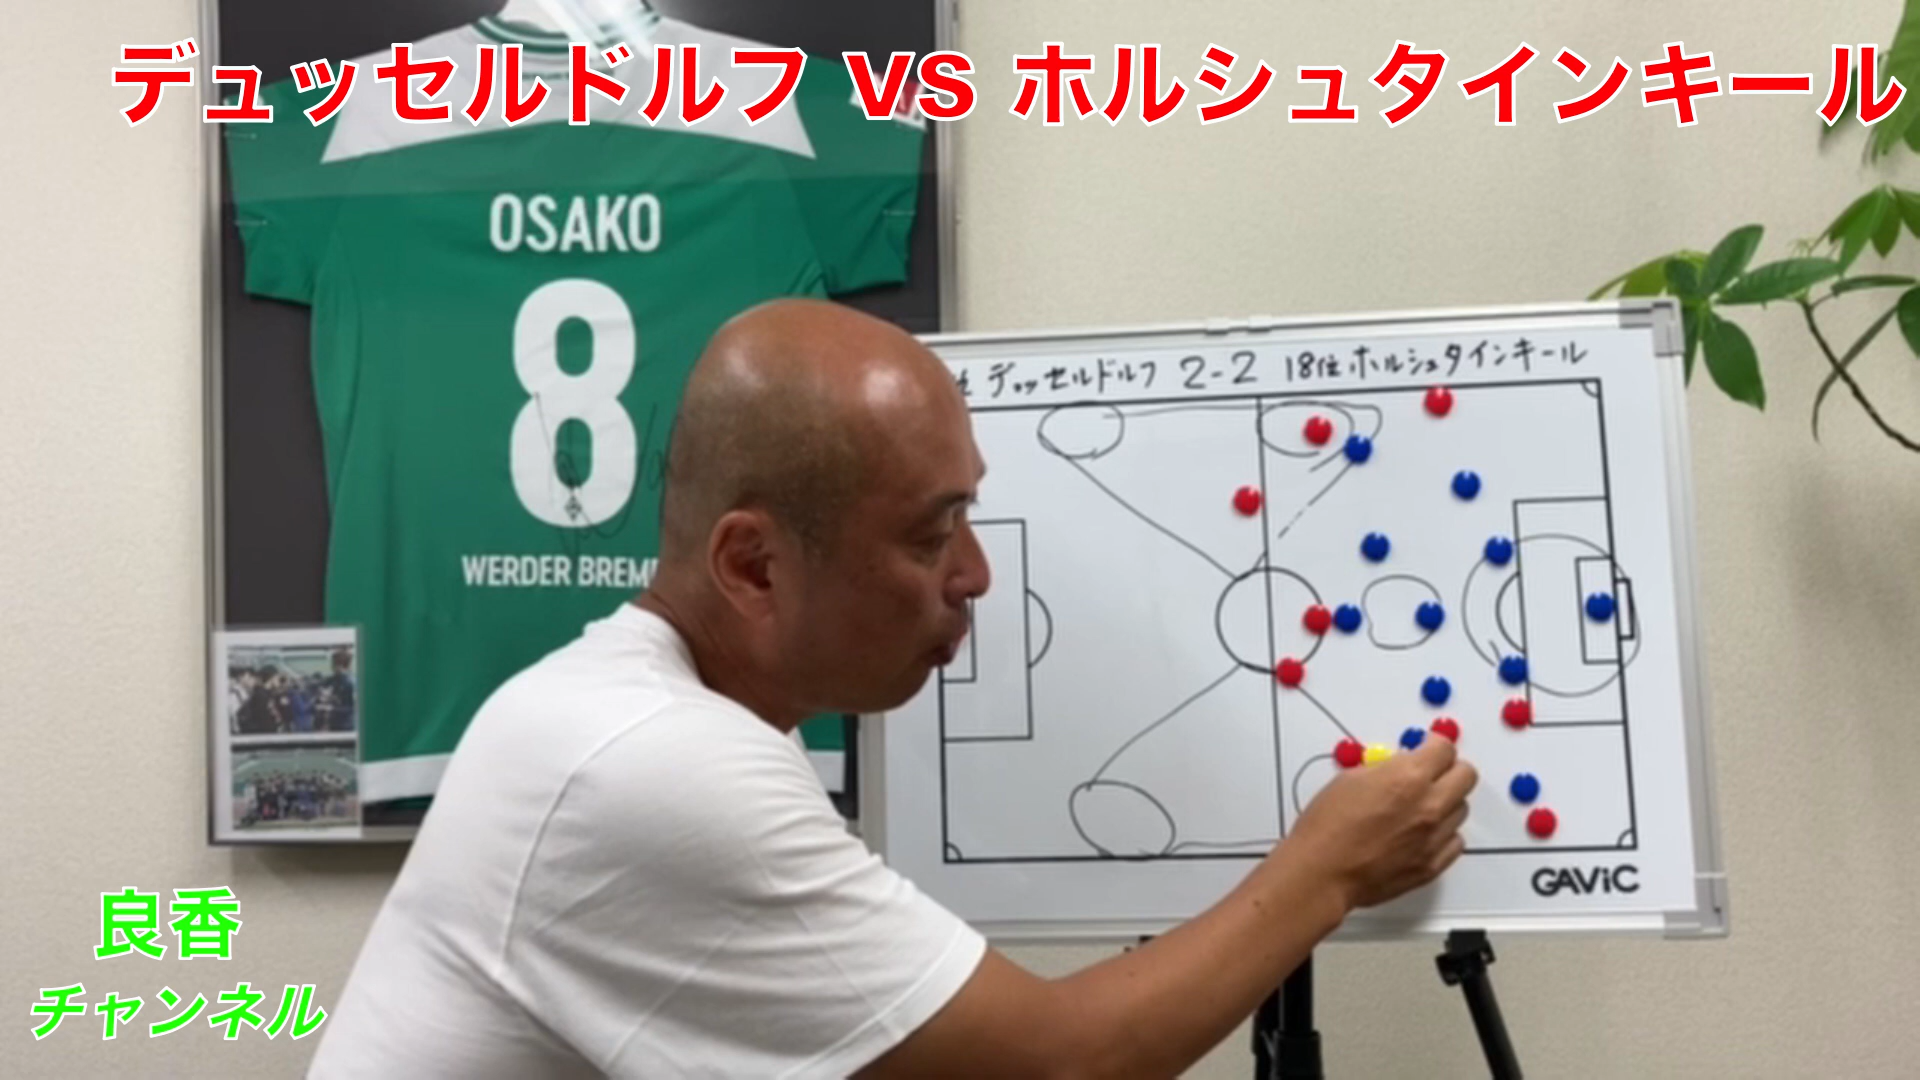 デュッセルドルフ VS ホルシュタインキール
OSAKO
8
WERDER BREM
位 デュッセルドルフ 2-2 18位 ホルシュタインキール
GAViC
良香
チャンネル